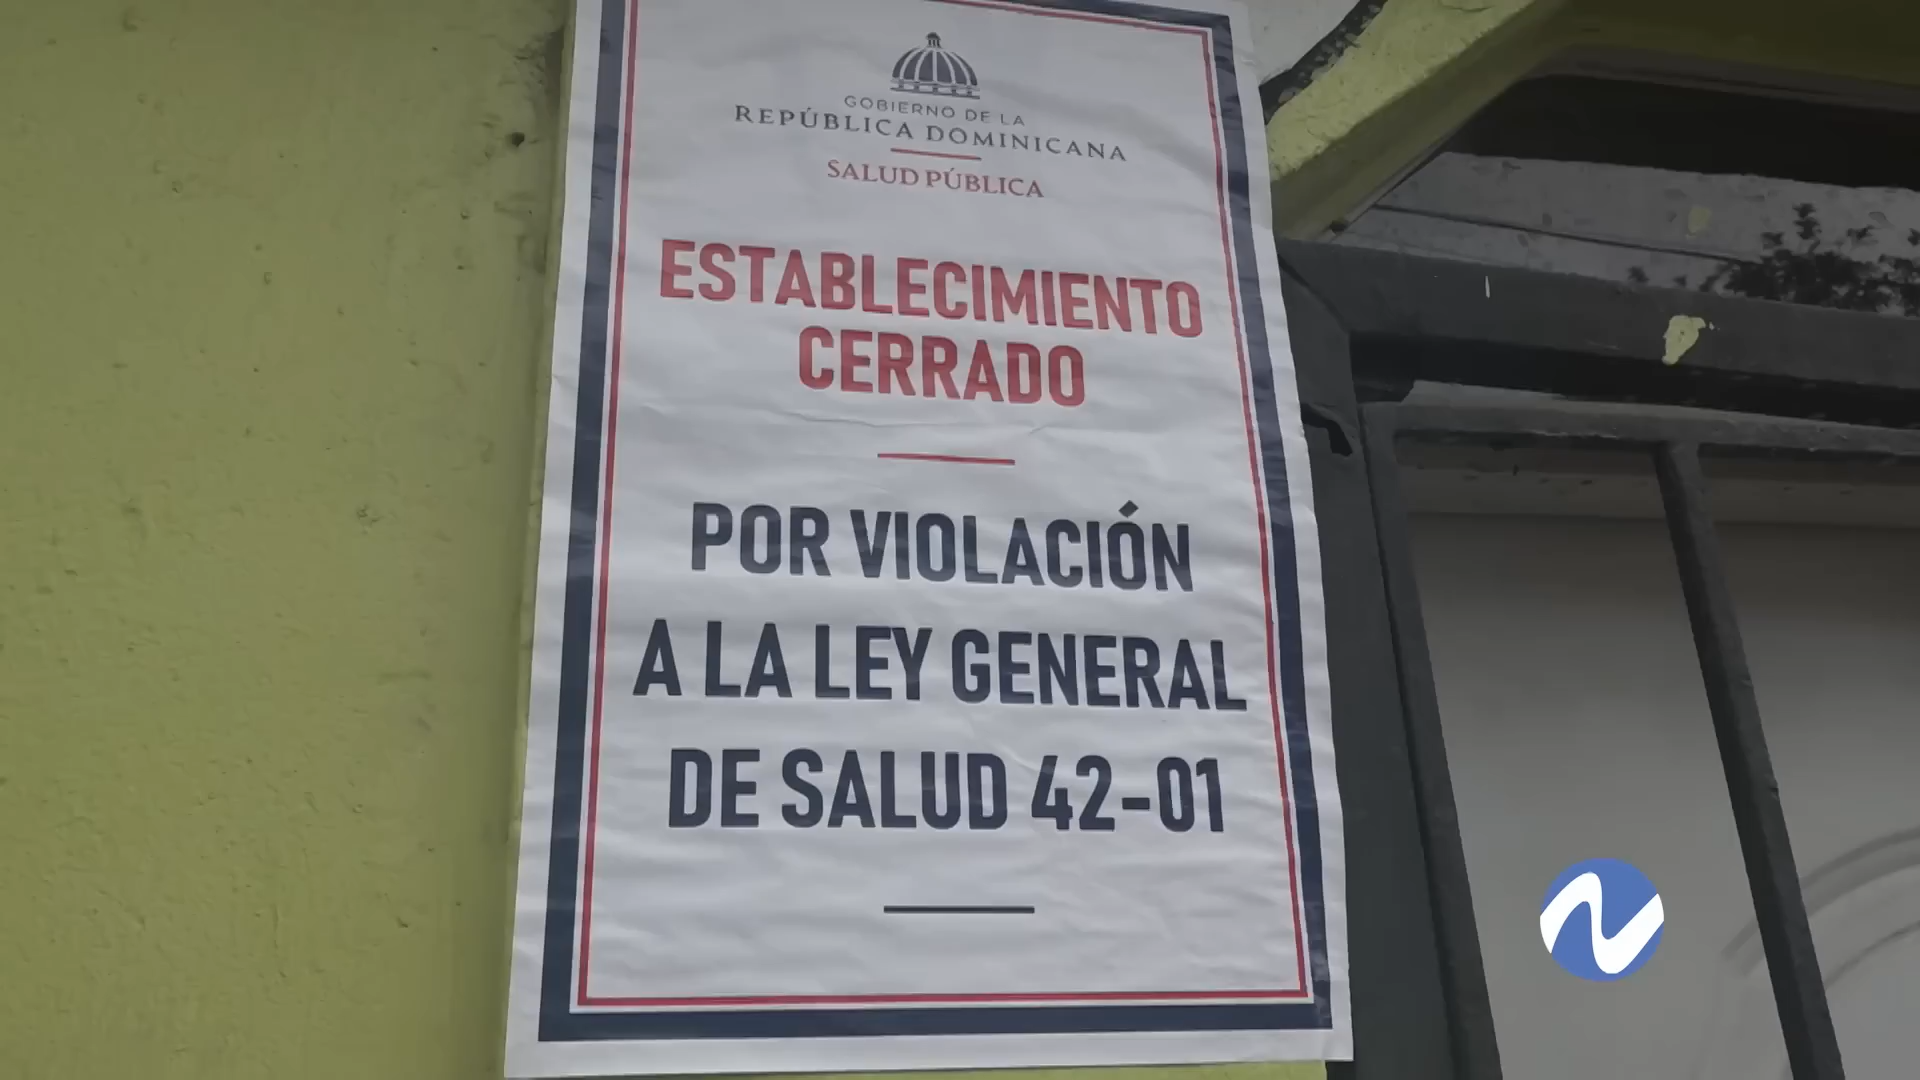 GOBIERNO DE LA
REPÚBLICA DOMINICANA
SALUD PÚBLICA
ESTABLECIMIENTO
CERRADO
POR VIOLACIÓN
A LA LEY GENERAL
DE SALUD 42-01